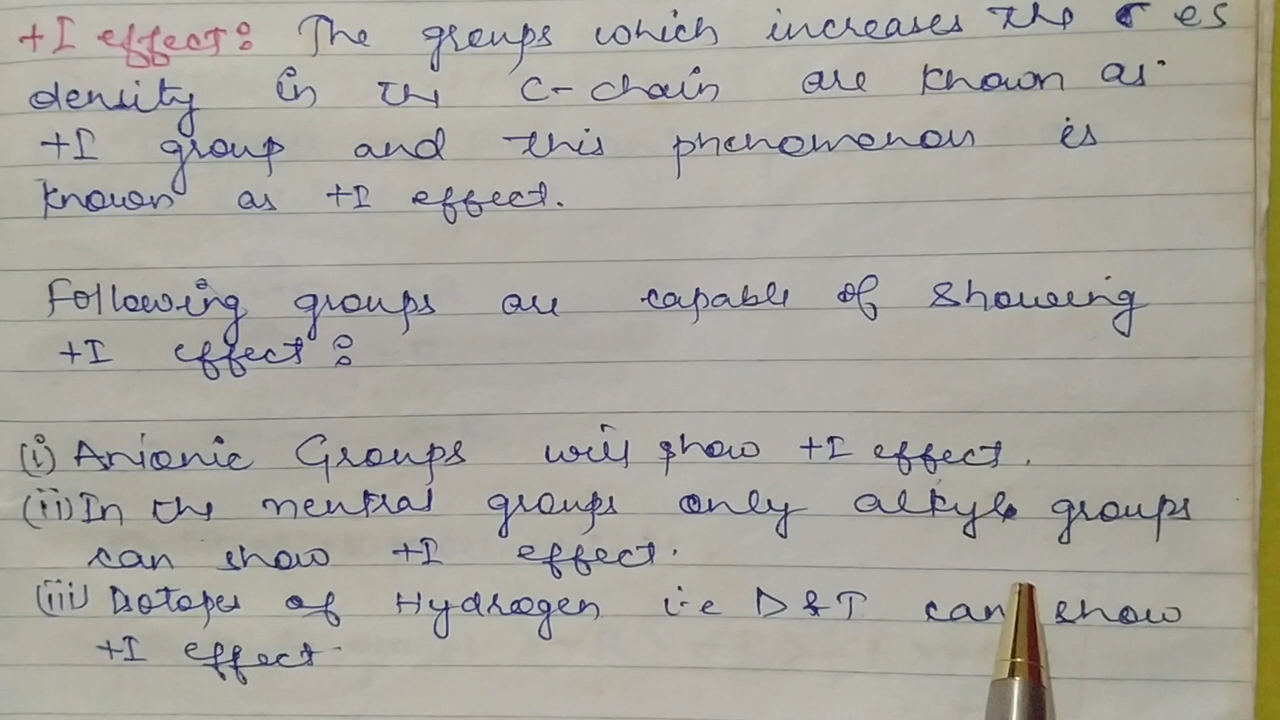 +I effect: The groups which increases the σ es
density in the C-chain are known as
+I group and this phenomenon is
known as +I effect.
Following groups are capable of showing
+I effect:
(i) Anionic Groups will show +I effect.
(ii) In the neutral groups only alkyl groups
can show +I effect.
(iii) Isotopes of Hydrogen i.e D & T can show
+I effect.